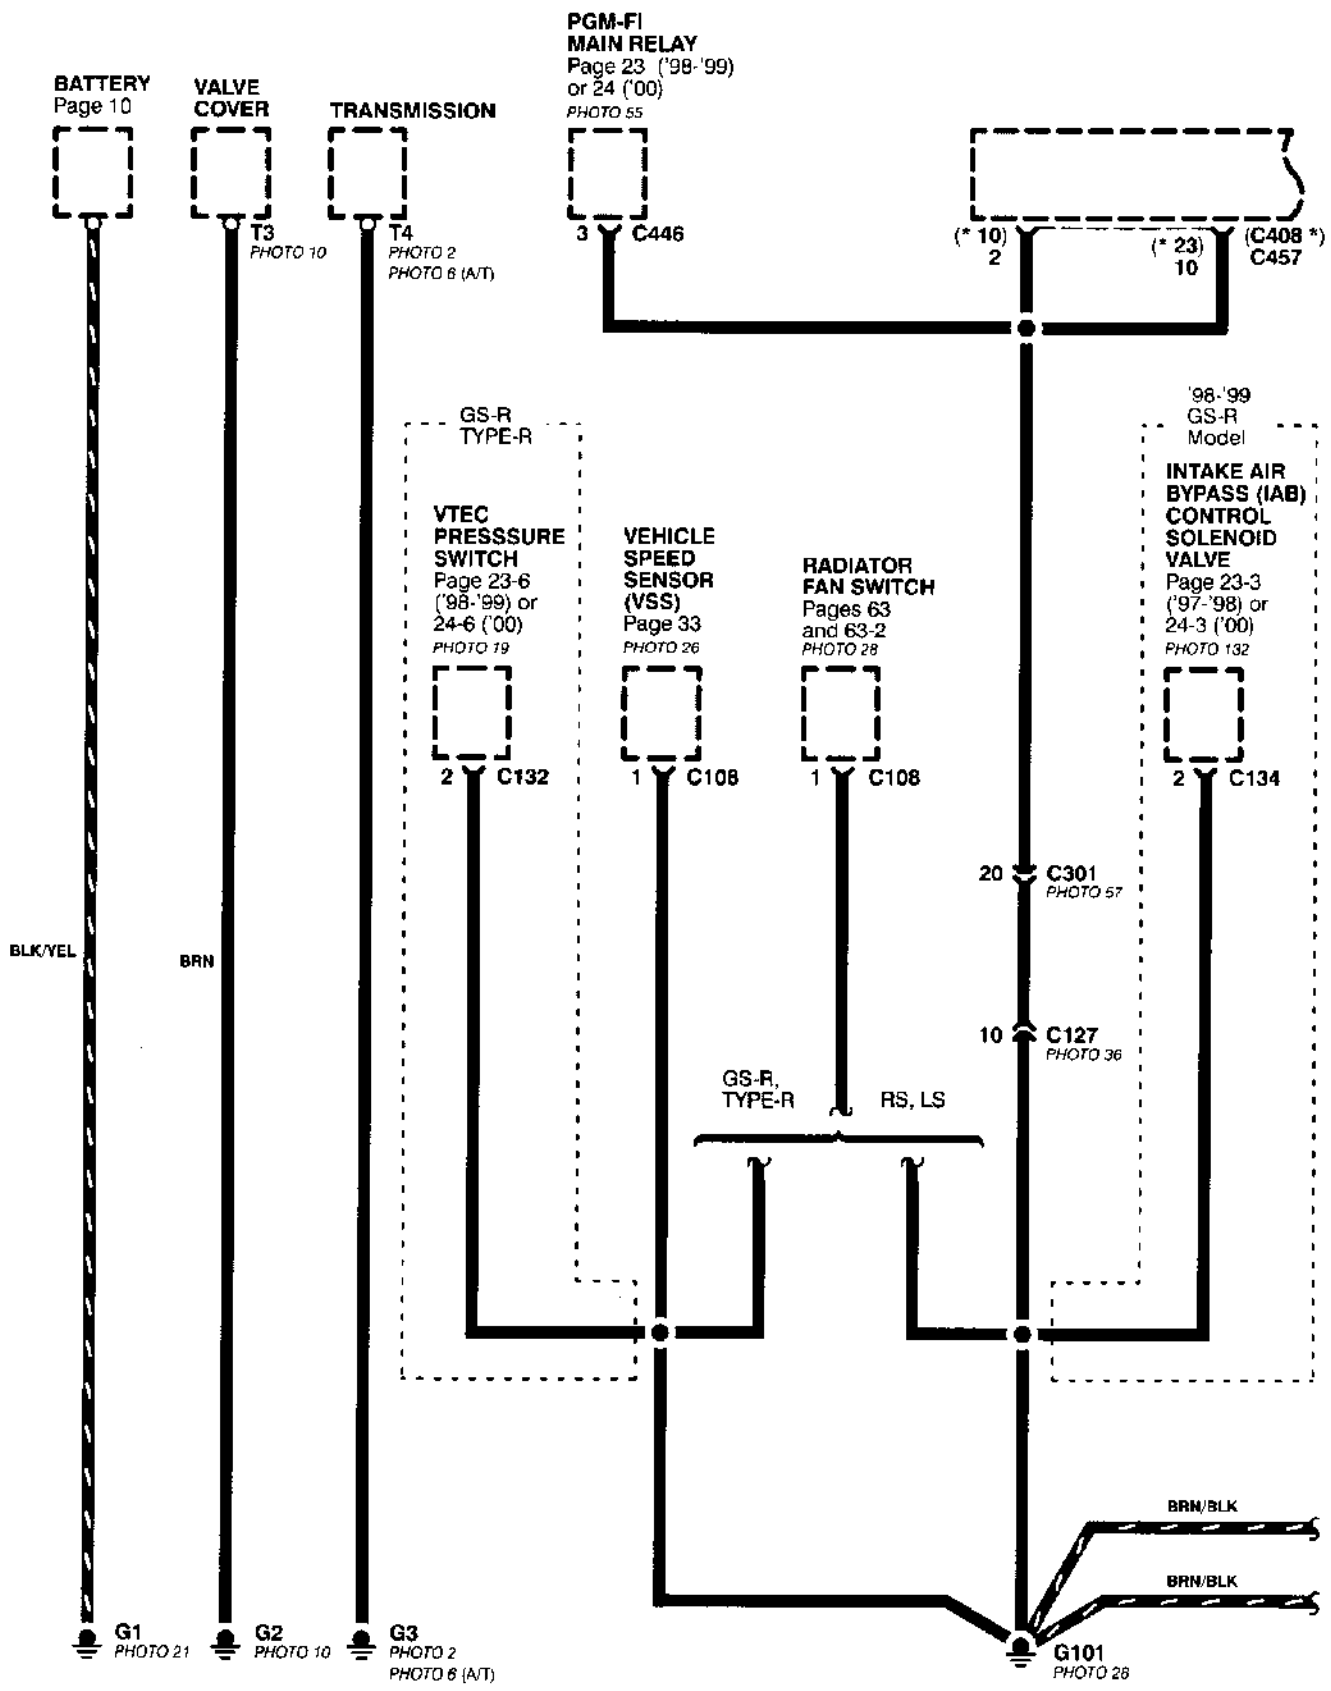 PGM-FI
MAIN RELAY
Page 23 ('98-'99)
or 24 ('00)
PHOTO 55
BATTERY
Page 10
VALVE
COVER
TRANSMISSION
T3
PHOTO 10
T4
PHOTO 2
PHOTO 6 (A/T)
3 C446
(* 10)
2
(* 23)
10
(C408 *)
C457
GS-R
TYPE-R
'98-'99
GS-R
Model
VTEC
PRESSSURE
SWITCH
Page 23-6
('98-'99) or
24-6 ('00)
PHOTO 19
VEHICLE
SPEED
SENSOR
(VSS)
Page 33
PHOTO 26
RADIATOR
FAN SWITCH
Pages 63
and 63-2
PHOTO 28
INTAKE AIR
BYPASS (IAB)
CONTROL
SOLENOID
VALVE
Page 23-3
('97-'98) or
24-3 ('00)
PHOTO 132
2 C132
1 C108
1 C108
2 C134
20 C301
PHOTO 57
BLK/YEL
BRN
10 C127
PHOTO 36
GS-R,
TYPE-R
RS, LS
BRN/BLK
BRN/BLK
G1
PHOTO 21
G2
PHOTO 10
G3
PHOTO 2
PHOTO 6 (A/T)
G101
PHOTO 26